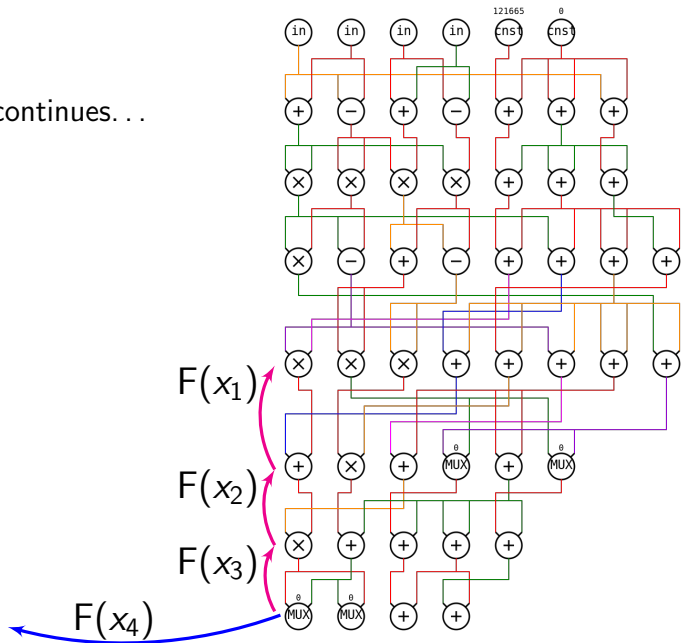 121665 0
in in in in cnst cnst
continues...
+ − + − + + +
× × × × + + +
× − + − + + + +
× × × + + + + +
F(x₁)
0 0
+ × + MUX + MUX
F(x₂)
× + + + +
F(x₃)
0 0
MUX MUX + +
F(x₄)